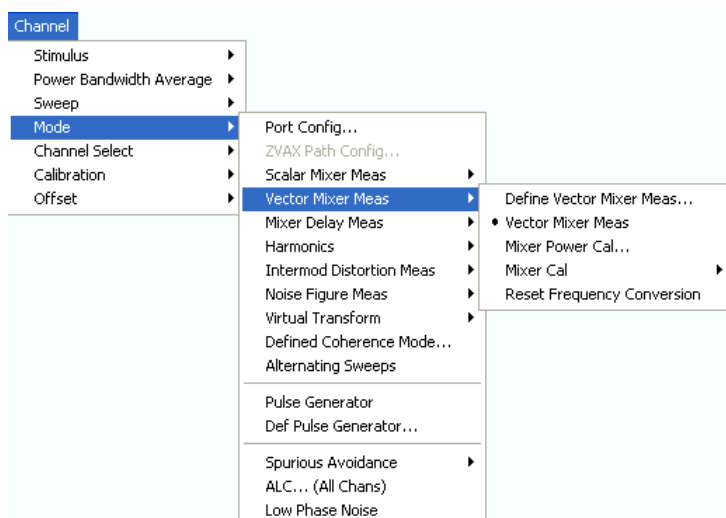 Channel
Stimulus
Power Bandwidth Average
Sweep
Mode
Channel Select
Calibration
Offset
Port Config...
ZVAX Path Config...
Scalar Mixer Meas
Vector Mixer Meas
Mixer Delay Meas
Harmonics
Intermod Distortion Meas
Noise Figure Meas
Virtual Transform
Defined Coherence Mode...
Alternating Sweeps
Pulse Generator
Def Pulse Generator...
Spurious Avoidance
ALC... (All Chans)
Low Phase Noise
Define Vector Mixer Meas...
• Vector Mixer Meas
Mixer Power Cal...
Mixer Cal
Reset Frequency Conversion